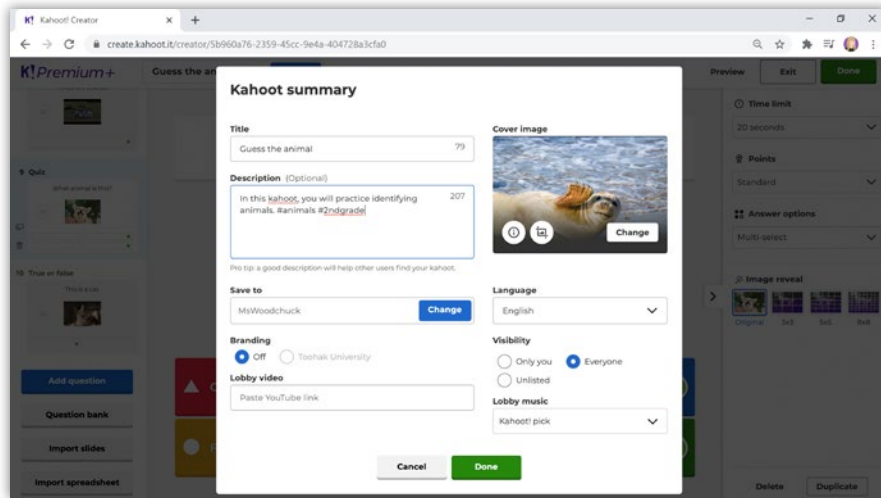 Kahoot! Creator
create.kahoot.it/creator/5b960a76-2359-45cc-9e4a-404728a3cfa0
K! Premium+
Guess the an
Preview
Exit
Done
Kahoot summary
Title
Guess the animal
79
Description (Optional)
In this kahoot, you will practice identifying
animals. #animals #2ndgrade
207
Pro tip: a good description will help other users find your kahoot.
Save to
MsWoodchuck
Change
Branding
Off
Toohak University
Lobby video
Paste YouTube link
Cover image
Change
Language
English
Visibility
Only you
Everyone
Unlisted
Lobby music
Kahoot! pick
Cancel
Done
9 Quiz
What animal is this?
10 True or false
This is a cat
Add question
Question bank
Import slides
Import spreadsheet
Time limit
20 seconds
Points
Standard
Answer options
Multi-select
Image reveal
Original
3x3
5x5
8x8
Delete
Duplicate